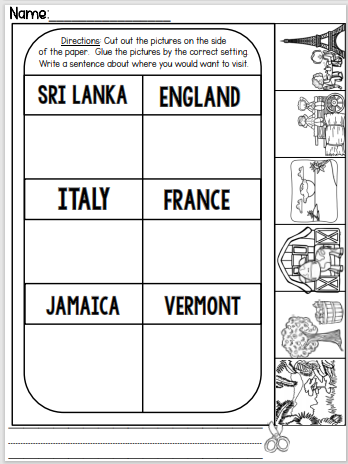 Name:
Directions: Cut out the pictures on the side
of the paper. Glue the pictures by the correct setting.
Write a sentence about where you would want to visit.
SRI LANKA ENGLAND
ITALY FRANCE
JAMAICA VERMONT